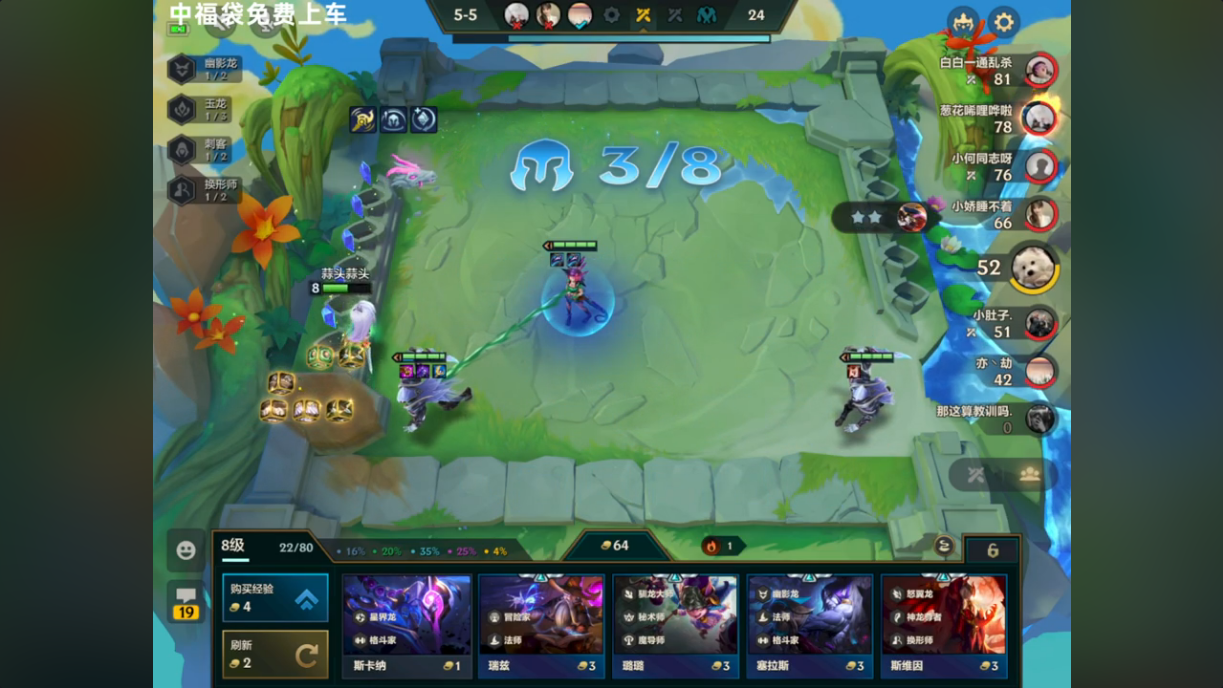 中福袋免费上车
5-5
24
幽影龙
1/2
玉龙
1/3
刺客
1/2
换形师
1/2
3/8
蒜头蒜头
8
白白一通乱杀
81
葱花唏哩哗啦
78
小何同志呀
76
小娇睡不着
66
52
小肚子.
51
亦丶劫
42
那这算教训吗.
0
8级
22/80
16% 20% 35% 25% 4%
64
1
6
19
购买经验
4
刷新
2
星界龙
格斗家
斯卡纳 1
冒险家
法师
瑞兹 3
驯龙大师
秘术师
魔导师
璐璐 3
幽影龙
法师
格斗家
塞拉斯 3
怒翼龙
神龙尊者
换形师
斯维因 3